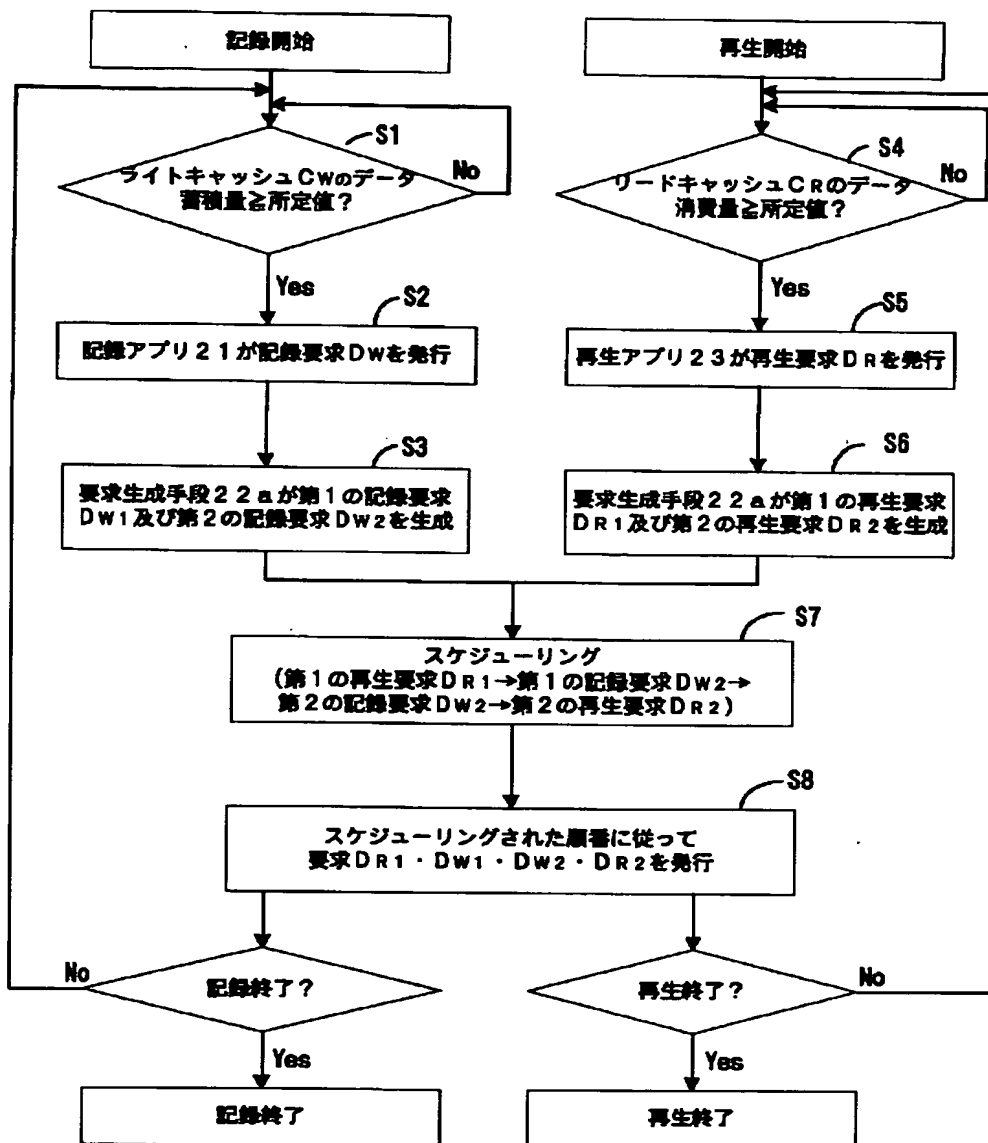 記録開始
S1
ライトキャッシュCWのデータ
蓄積量≧所定値？
No
Yes
S2
記録アプリ２１が記録要求DWを発行
S3
要求生成手段２２aが第１の記録要求
DW1及び第２の記録要求DW2を生成
再生開始
S4
リードキャッシュCRのデータ
消費量≧所定値？
No
Yes
S5
再生アプリ２３が再生要求DRを発行
S6
要求生成手段２２aが第１の再生要求
DR1及び第２の再生要求DR2を生成
S7
スケジューリング
(第１の再生要求DR1→第１の記録要求DW2→
第２の記録要求DW2→第２の再生要求DR2)
S8
スケジューリングされた順番に従って
要求DR1・DW1・DW2・DR2を発行
No
記録終了？
Yes
記録終了
再生終了？
No
Yes
再生終了